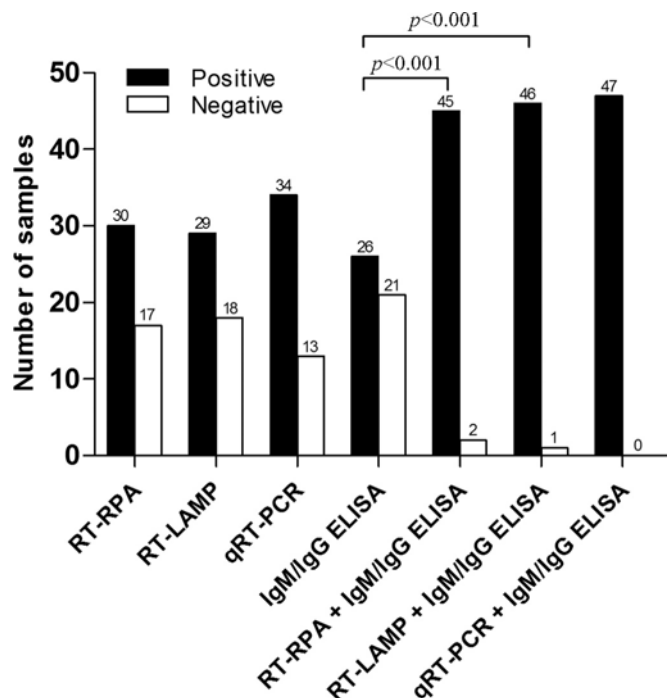 p<0.001
p<0.001
50
40
30
20
10
0
Number of samples
Positive
Negative
30
17
29
18
34
13
26
21
45
2
46
1
47
0
RT-RPA
RT-LAMP
qRT-PCR
IgM/IgG ELISA
RT-RPA + IgM/IgG ELISA
RT-LAMP + IgM/IgG ELISA
qRT-PCR + IgM/IgG ELISA